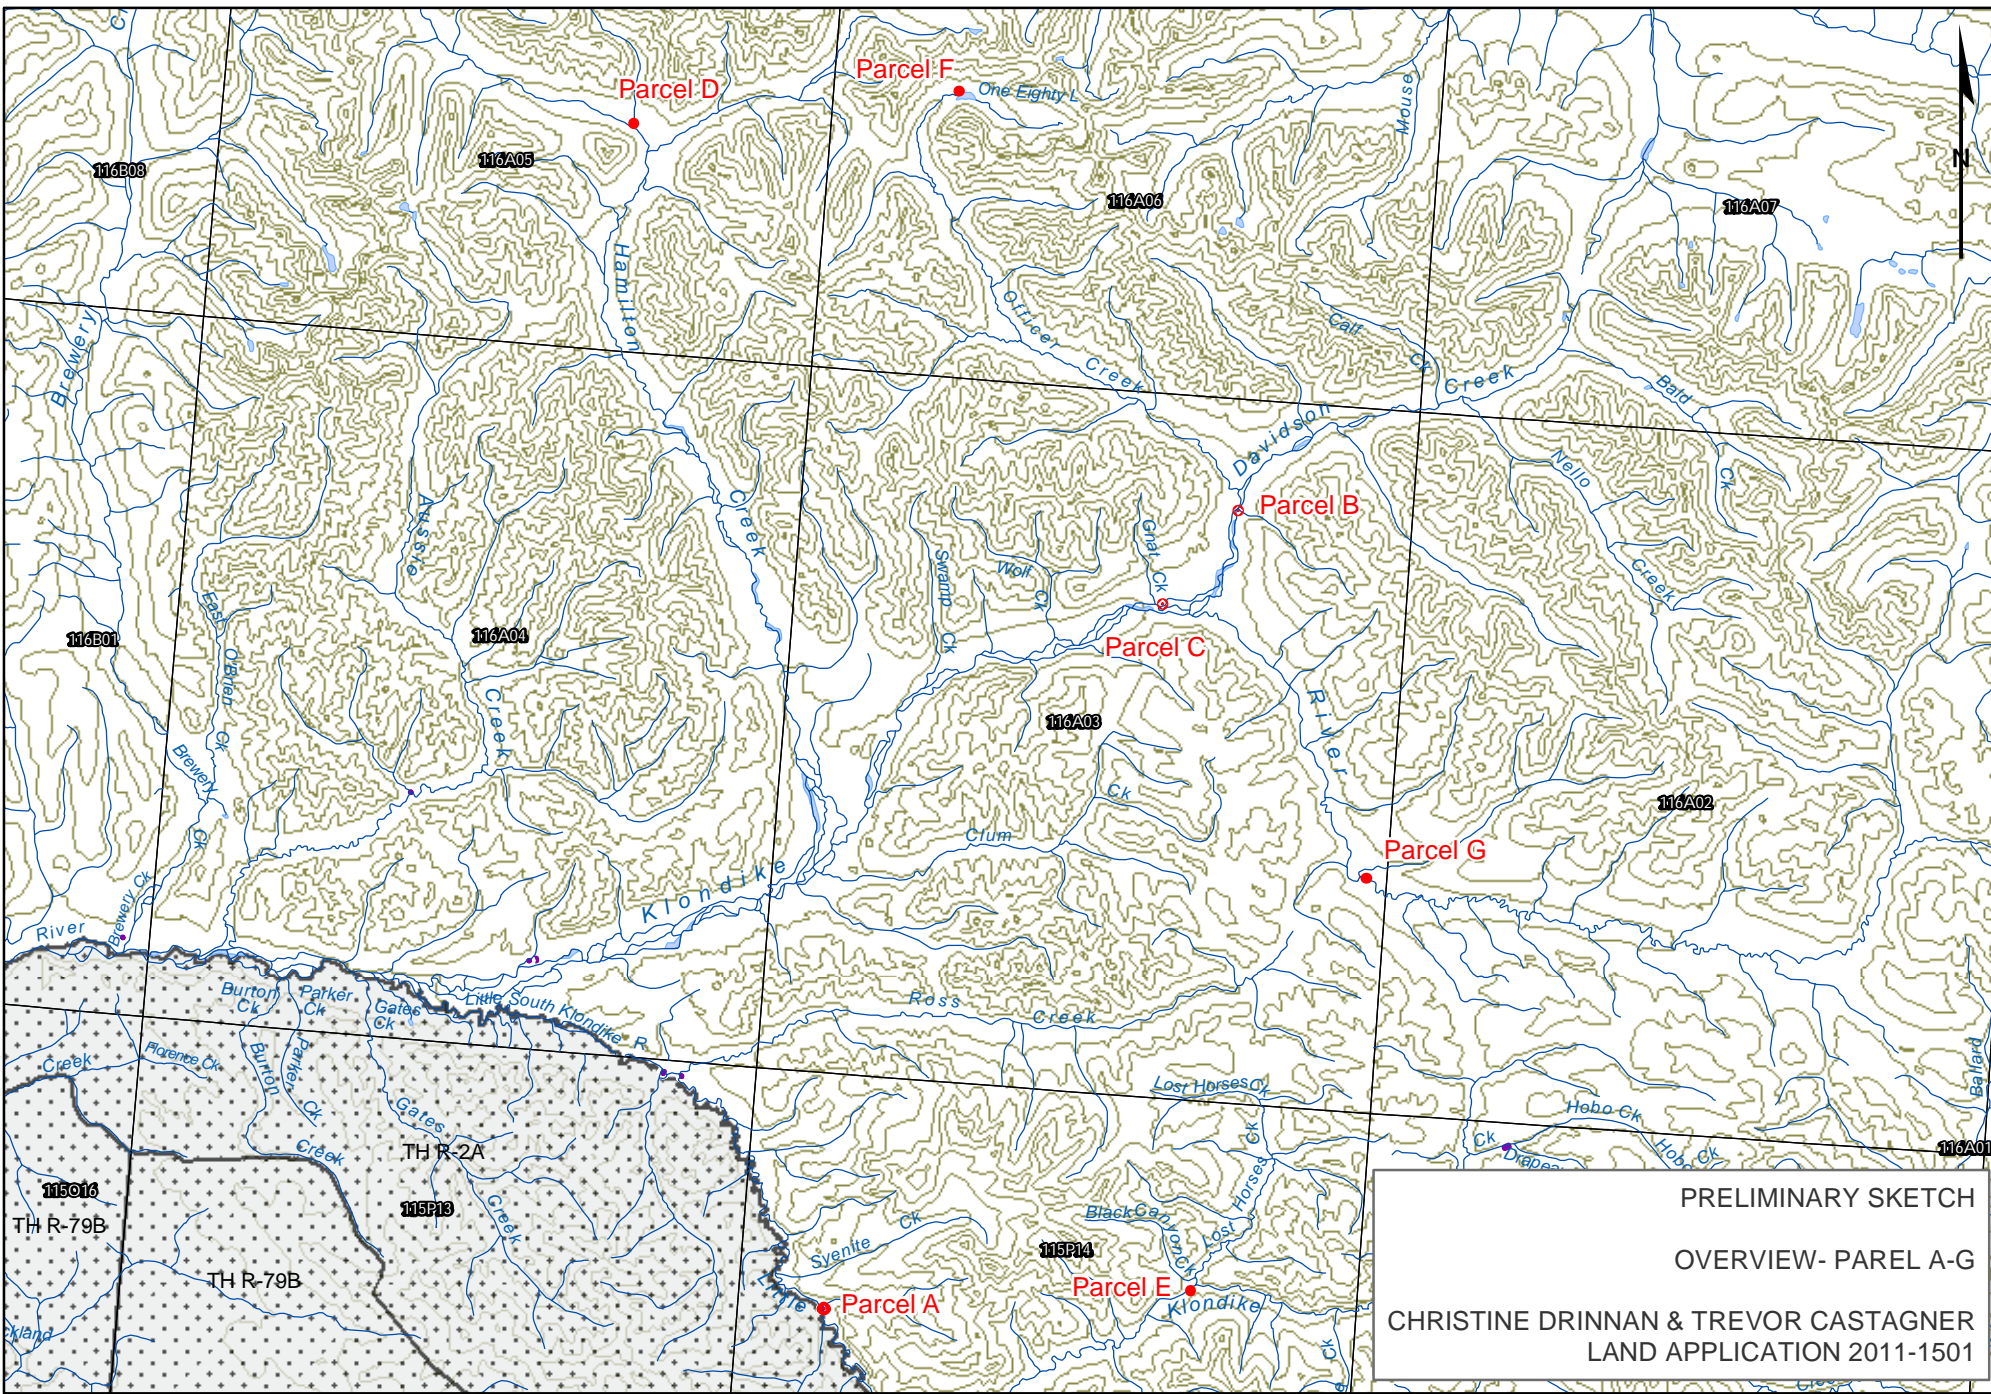 Parcel F
Parcel D
One Eighty L
Mouse
N
116A05
116B08
116A06
116A07
Hamilton
Officer
Creek
Calf
Ck
Creek
Brewery
Bald
Ck
Davidson
Nello
Creek
Aussie
Creek
Parcel B
Gnat
Ck
Swamp
Ck
Wolf
Ck
East
O'Brien
Ck
116B01
116A04
Parcel C
Creek
River
116A03
Brewery
Ck
Ck
Clum
116A02
Parcel G
Klondike
Brewery Ck
River
Burton
Ck
Parker
Ck
Gates
Ck
Little South Klondike R
Ross
Creek
Creek
Florence Ck
Burton
Parker
Ck
Gates
Creek
Creek
TH R-2A
Lost Horses Ck
Hobo Ck
Hobo
Ck
Ck
Ballard
116A01
115O16
TH R-79B
TH R-79B
115P13
Syenite
Ck
Black Canyon Ck
Lost Horses Ck
115P14
Little
Parcel A
Parcel E
Klondike
Ck
PRELIMINARY SKETCH
OVERVIEW- PAREL A-G
CHRISTINE DRINNAN & TREVOR CASTAGNER
LAND APPLICATION 2011-1501